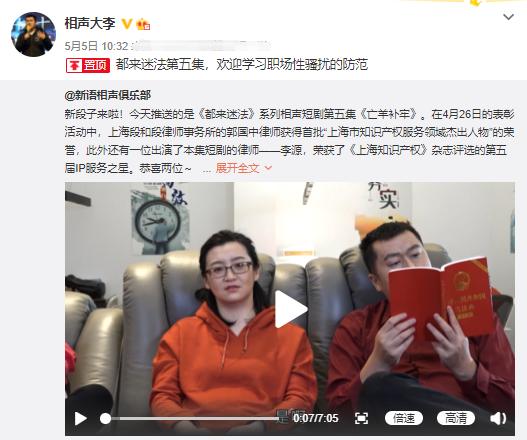 相声大李
5月5日 10:32
置顶 都来迷法第五集，欢迎学习职场性骚扰的防范
@新语相声俱乐部
新段子来啦！今天推送的是《都来迷法》系列相声短剧第五集《亡羊补牢》。在4月26日的表彰
活动中，上海段和段律师事务所的郭国中律师获得首批“上海市知识产权服务领域杰出人物”的荣
誉，此外还有一位出演了本集短剧的律师——李源，荣获了《上海知识产权》杂志评选的第五
届IP服务之星。恭喜两位～ ... 展开全文
实
0:07/7:05
倍速
高清